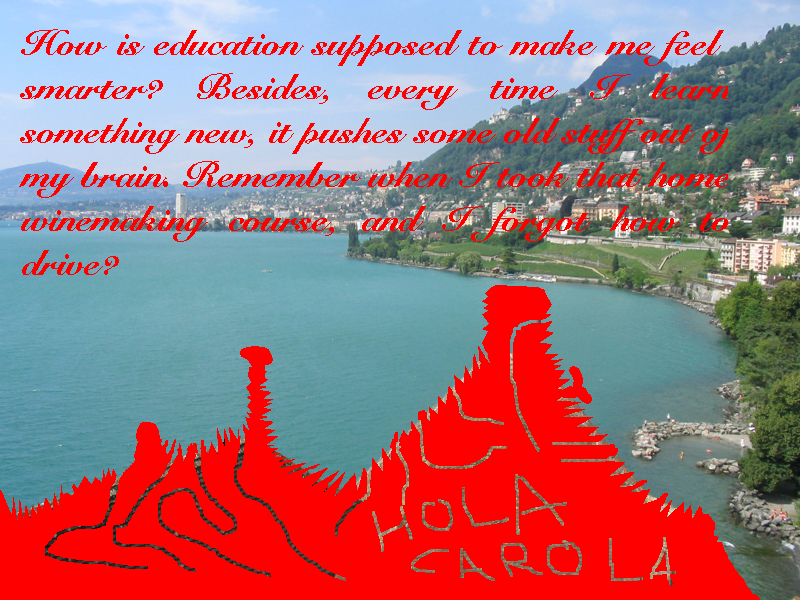 How is education supposed to make me feel
smarter? Besides, every time I learn
something new, it pushes some old stuff out of
my brain. Remember when I took that home
winemaking course, and I forgot how to
drive?
HOLA
CAROLA